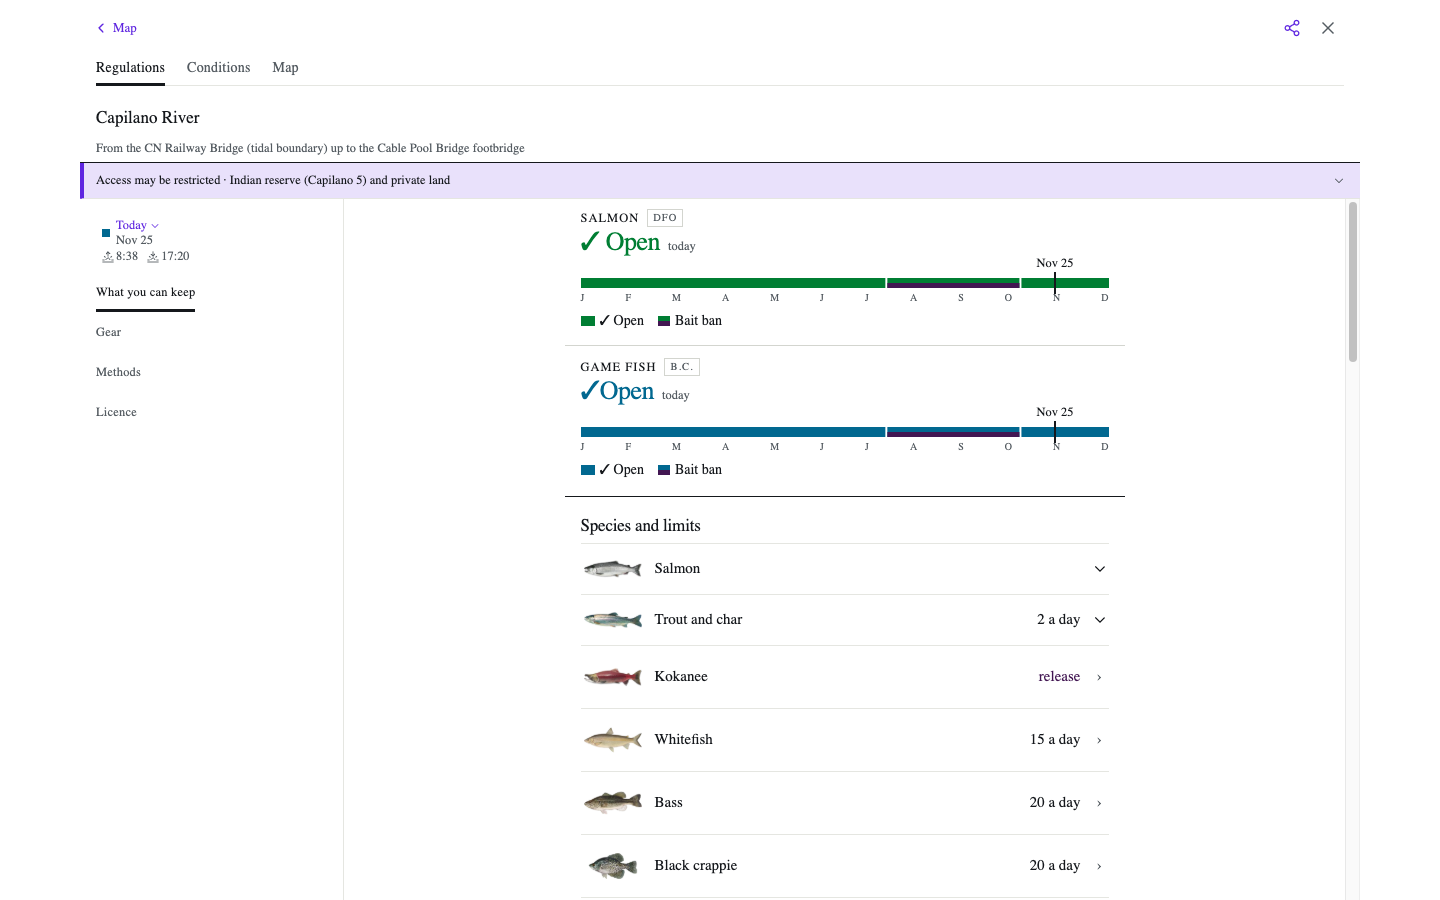 Map
Regulations Conditions Map
Capilano River
From the CN Railway Bridge (tidal boundary) up to the Cable Pool Bridge footbridge
Access may be restricted · Indian reserve (Capilano 5) and private land
Today
Nov 25
8:38 17:20
What you can keep
Gear
Methods
Licence
SALMON DFO
✓ Open today
Nov 25
J F M A M J J A S O N D
✓ Open Bait ban
GAME FISH B.C.
✓Open today
Nov 25
J F M A M J J A S O N D
✓ Open Bait ban
Species and limits
Salmon
Trout and char 2 a day
Kokanee release
Whitefish 15 a day
Bass 20 a day
Black crappie 20 a day